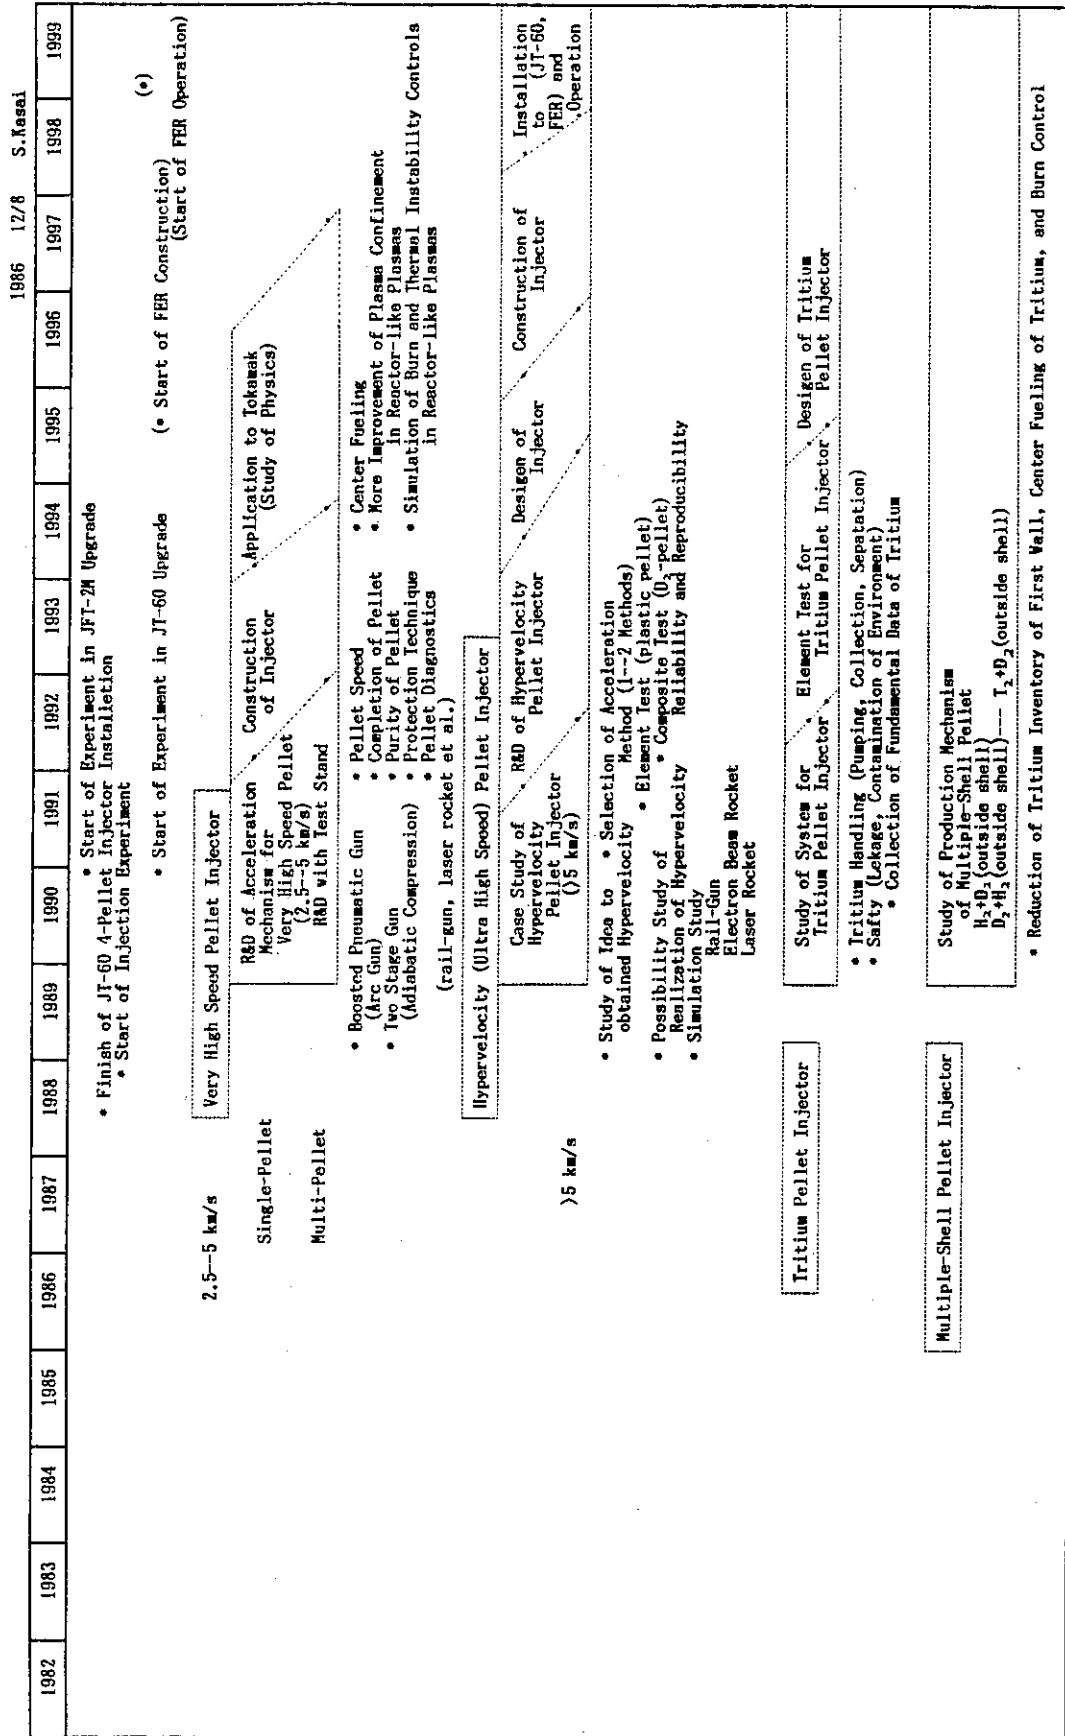 1986 12/8 S.Kasai
1982 1983 1984 1985 1986 1987 1988 1989 1990 1991 1992 1993 1994 1995 1996 1997 1998 1999
* Start of Experiment in JFT-2M Upgrade
* Finish of JT-60 4-Pellet Injector Installetion
* Start of Injection Experiment
(*)
* Start of Experiment in JT-60 Upgrade (* Start of FER Construction)
(Start of FER Operation)
2.5--5 km/s Very High Speed Pellet Injector
Single-Pellet
Multi-Pellet
R&D of Acceleration
Mechanism for
Very High Speed Pellet
(2.5--5 km/s)
R&D with Test Stand
Construction
of Injector
Application to Tokamak
(Study of Physics)
* Boosted Pneumatic Gun
(Arc Gun)
* Two Stage Gun
(Adiabatic Compression)
(rail-gun, laser rocket et al.)
* Pellet Speed
* Completion of Pellet
* Purity of Pellet
* Protection Technique
* Pellet Diagnostics
* Center Fueling
* More Improvement of Plasma Confinement
in Reactor-like Plasmas
* Simulation of Burn and Thermal Instability Controls
in Reactor-like Plasmas
Hypervelocity (Ultra High Speed) Pellet Injector
>5 km/s
Case Study of
Hypervelocity
Pellet Injector
(>5 km/s)
R&D of Hypervelocity
Pellet Injector
Desigen of
Injector
Construction of
Injector
Installation
to (JT-60,
FER) and
Operation
* Study of Idea to
obtained Hypervelocity
* Possibility Study of
Realization of Hypervelocity
* Simulation Study
Rail-Gun
Electron Beam Rocket
Laser Rocket
* Selection of Acceleration
Method (1--2 Methods)
* Element Test (plastic pellet)
* Composite Test (D2-pellet)
Reliability and Reproducibility
Tritium Pellet Injector
Study of System for
Tritium Pellet Injector
Element Test for
Tritium Pellet Injector
Desigen of Tritium
Pellet Injector
* Tritium Handling (Pumping, Collection, Sepatation)
* Safty (Lekage, Contamination of Environment)
* Collection of Fundamental Data of Tritium
Multiple-Shell Pellet Injector
Study of Production Mechanism
of Multiple-Shell Pellet
H2+D2(outside shell)
D2+H2(outside shell)--- T2+D2(outside shell)
* Reduction of Tritium Inventory of First Wall, Center Fueling of Tritium, and Burn Control